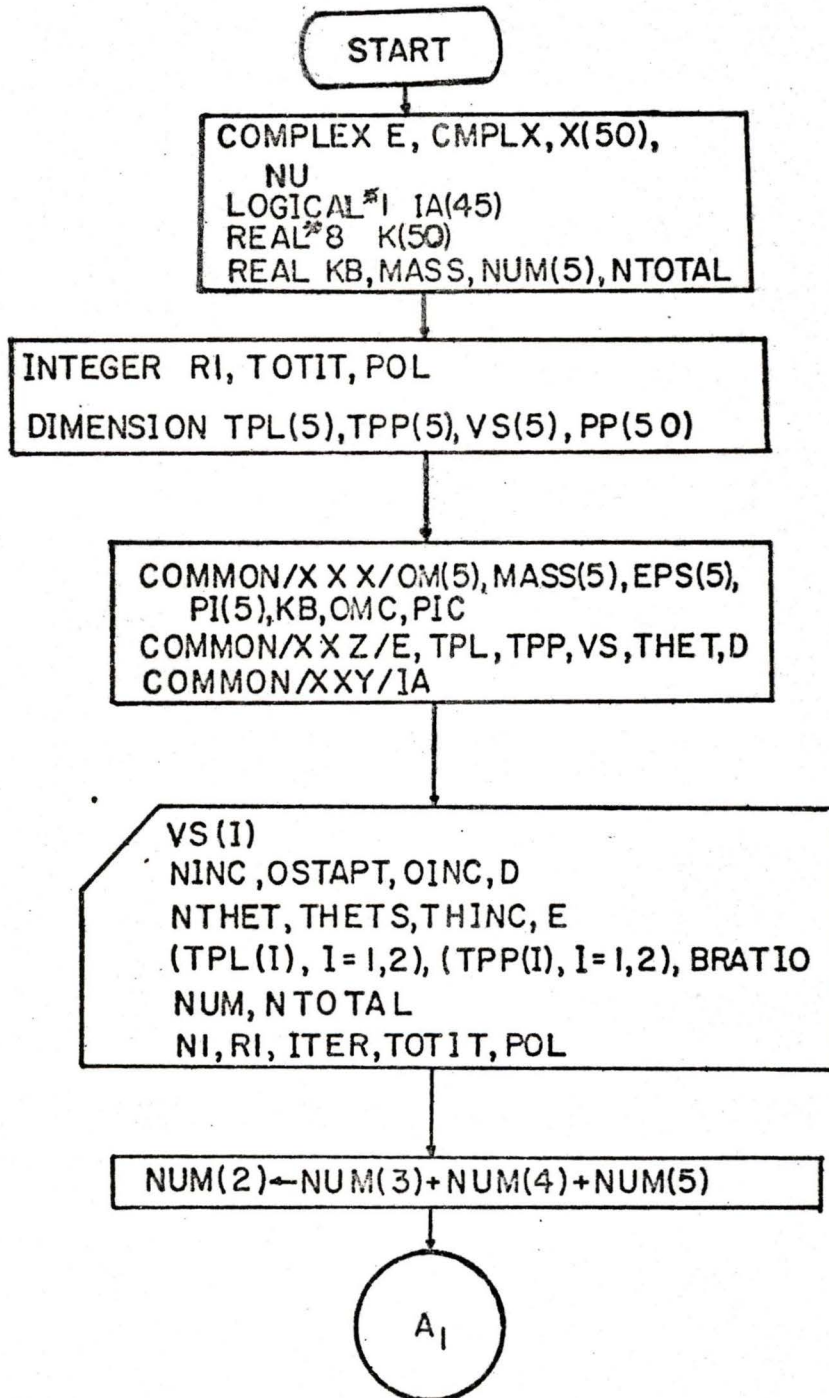 START
COMPLEX E, CMPLX, X(50),
NU
LOGICAL*1 IA(45)
REAL*8 K(50)
REAL KB, MASS, NUM(5), NTOTAL
INTEGER RI, TOTIT, POL
DIMENSION TPL(5), TPP(5), VS(5), PP(50)
COMMON/XXX/OM(5), MASS(5), EPS(5),
PI(5), KB, OMC, PIC
COMMON/XXZ/E, TPL, TPP, VS, THET, D
COMMON/XXY/IA
VS(I)
NINC, OSTAPT, OINC, D
NTHET, THETS, THINC, E
(TPL(I), I=1,2), (TPP(I), I=1,2), BRATIO
NUM, NTOTAL
NI, RI, ITER, TOTIT, POL
NUM(2)←NUM(3)+NUM(4)+NUM(5)
A1